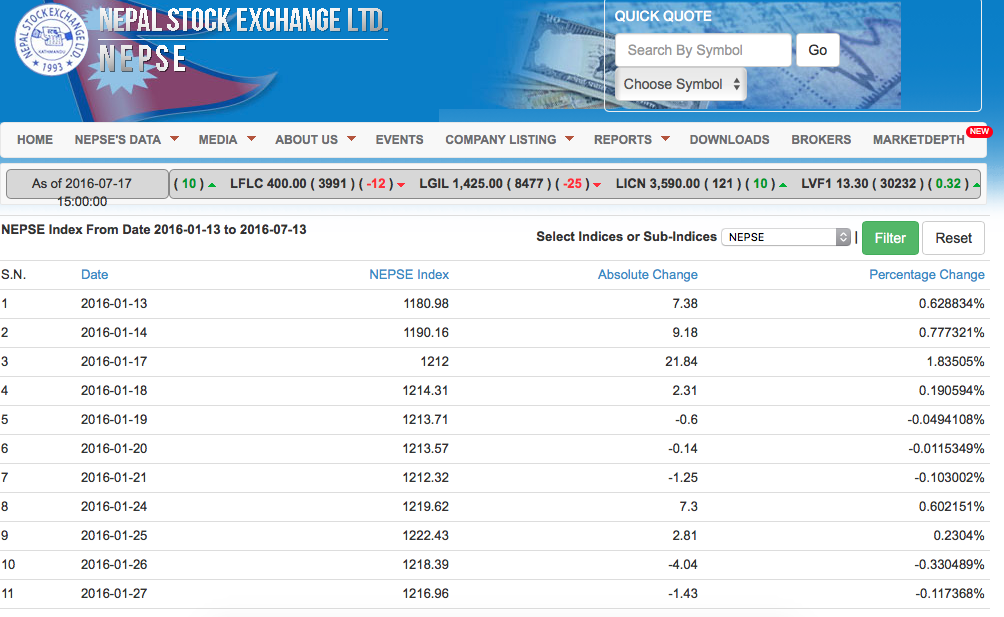 NEPAL STOCK EXCHANGE LTD.
NEPSE
NEPAL STOCK EXCHANGE LTD.
KATHMANDU
★ 1993 ★
QUICK QUOTE
Search By Symbol Go
Choose Symbol
HOME NEPSE'S DATA MEDIA ABOUT US EVENTS COMPANY LISTING REPORTS DOWNLOADS BROKERS MARKETDEPTH NEW
As of 2016-07-17
15:00:00
( 10 ) LFLC 400.00 ( 3991 ) ( -12 ) LGIL 1,425.00 ( 8477 ) ( -25 ) LICN 3,590.00 ( 121 ) ( 10 ) LVF1 13.30 ( 30232 ) ( 0.32 )
NEPSE Index From Date 2016-01-13 to 2016-07-13
Select Indices or Sub-Indices NEPSE | Filter Reset
S.N. Date NEPSE Index Absolute Change Percentage Change
1 2016-01-13 1180.98 7.38 0.628834%
2 2016-01-14 1190.16 9.18 0.777321%
3 2016-01-17 1212 21.84 1.83505%
4 2016-01-18 1214.31 2.31 0.190594%
5 2016-01-19 1213.71 -0.6 -0.0494108%
6 2016-01-20 1213.57 -0.14 -0.0115349%
7 2016-01-21 1212.32 -1.25 -0.103002%
8 2016-01-24 1219.62 7.3 0.602151%
9 2016-01-25 1222.43 2.81 0.2304%
10 2016-01-26 1218.39 -4.04 -0.330489%
11 2016-01-27 1216.96 -1.43 -0.117368%